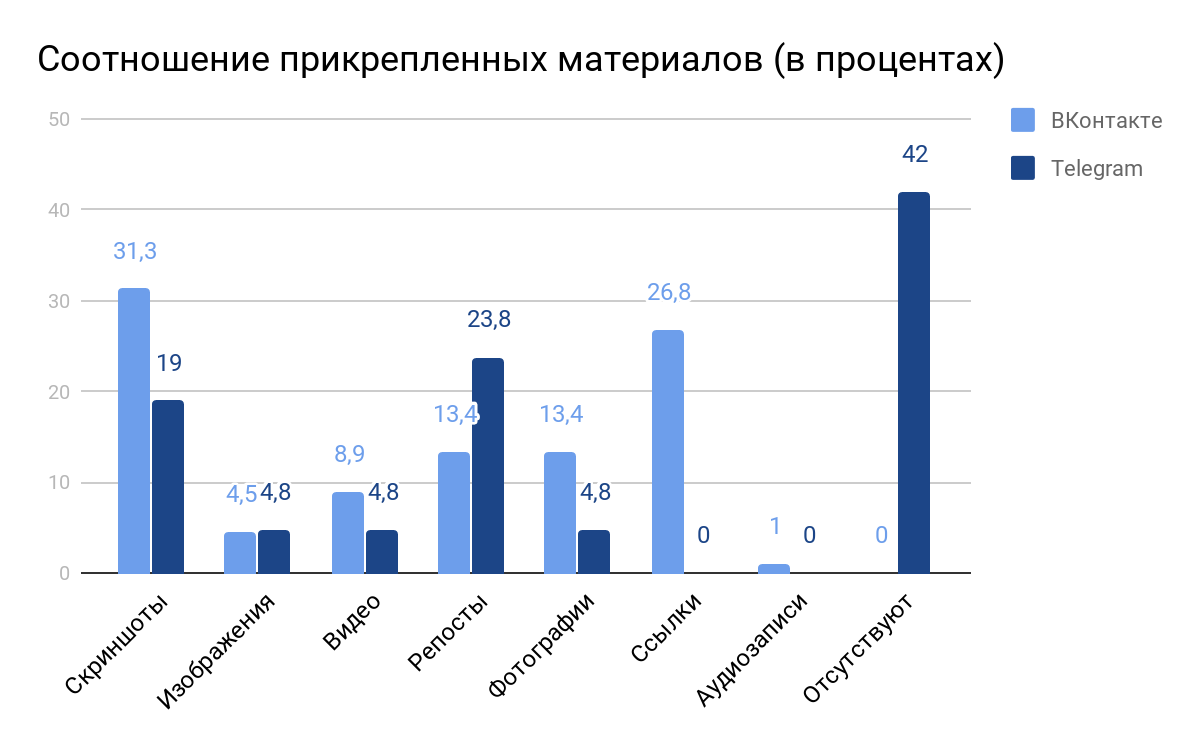 Соотношение прикрепленных материалов (в процентах)
ВКонтакте
Telegram
50
40
30
20
10
0
31,3
19
4,5
4,8
8,9
4,8
13,4
23,8
13,4
4,8
26,8
0
1
0
0
42
Скриншоты
Изображения
Видео
Репосты
Фотографии
Ссылки
Аудиозаписи
Отсутствуют